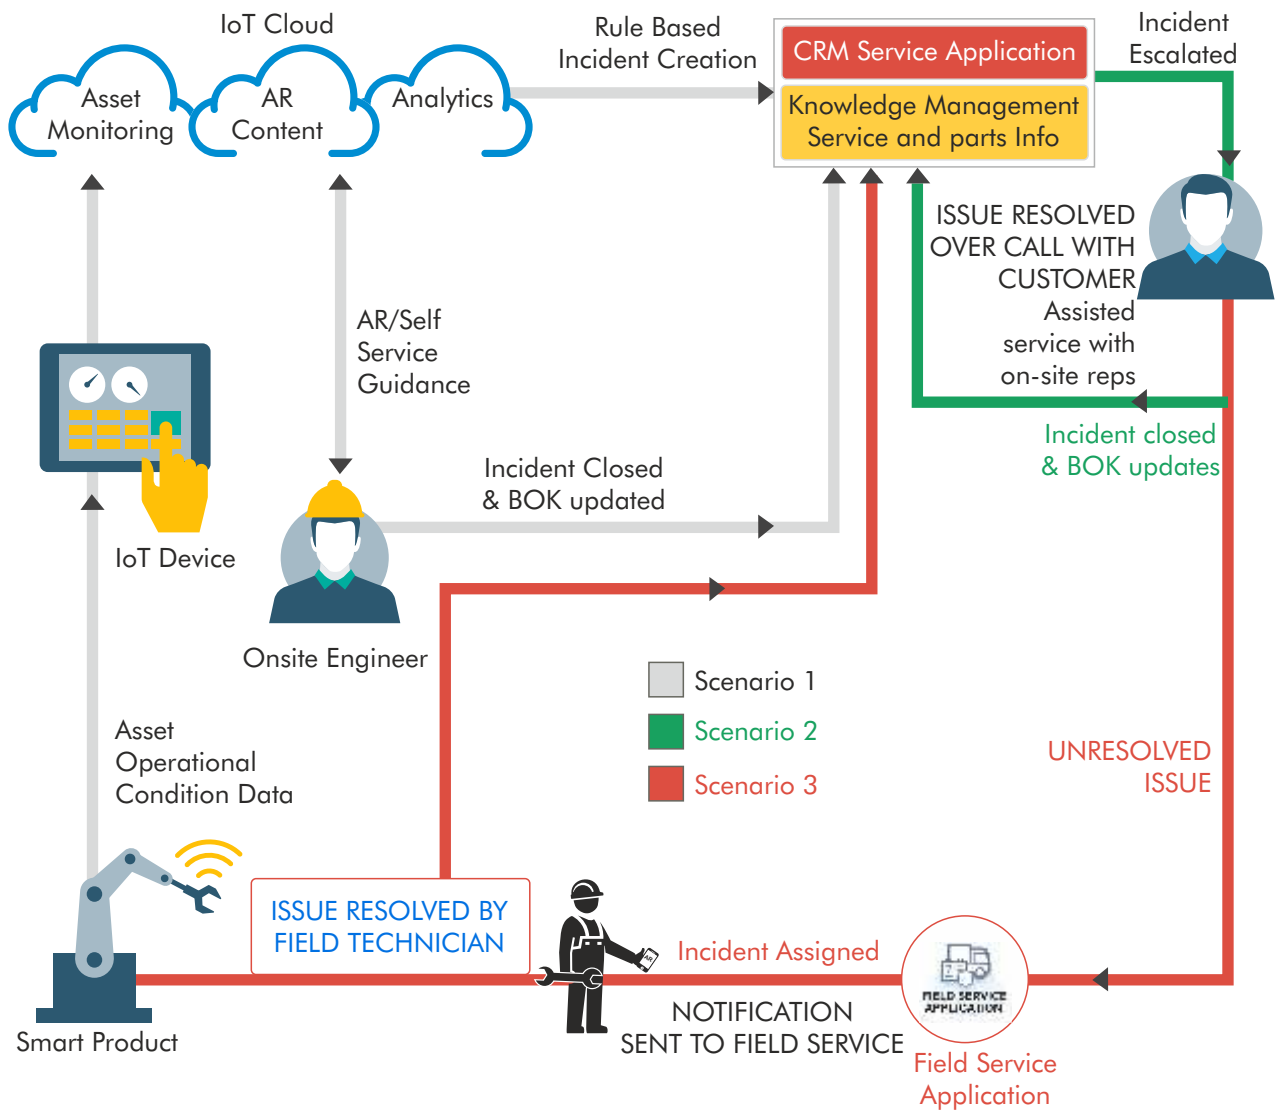 IoT Cloud
Asset
Monitoring
AR
Content
Analytics
Rule Based
Incident Creation
CRM Service Application
Knowledge Management
Service and parts Info
Incident
Escalated
ISSUE RESOLVED
OVER CALL WITH
CUSTOMER
Assisted
service with
on-site reps
Incident closed
& BOK updates
AR/Self
Service
Guidance
Incident Closed
& BOK updated
IoT Device
Onsite Engineer
Scenario 1
Scenario 2
Scenario 3
Asset
Operational
Condition Data
UNRESOLVED
ISSUE
ISSUE RESOLVED BY
FIELD TECHNICIAN
AR
Incident Assigned
NOTIFICATION
SENT TO FIELD SERVICE
FIELD SERVICE
APPLICATION
Smart Product
Field Service
Application